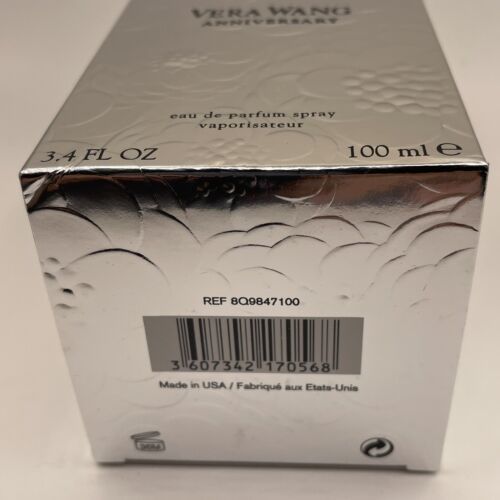 VERA WANG
ANNIVERSARY
eau de parfum spray
vaporisateur
3.4 FL OZ
100 ml ℮
REF 8Q9847100
3 607342 170568
Made in USA / Fabriqué aux Etats-Unis